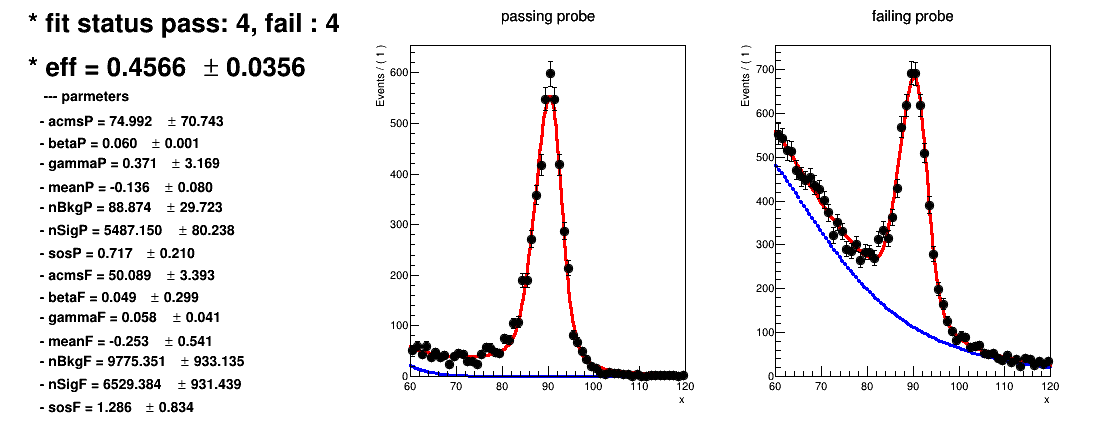 * fit status pass: 4, fail : 4
* eff = 0.4566 ± 0.0356
--- parmeters
- acmsP = 74.992 ± 70.743
- betaP = 0.060 ± 0.001
- gammaP = 0.371 ± 3.169
- meanP = -0.136 ± 0.080
- nBkgP = 88.874 ± 29.723
- nSigP = 5487.150 ± 80.238
- sosP = 0.717 ± 0.210
- acmsF = 50.089 ± 3.393
- betaF = 0.049 ± 0.299
- gammaF = 0.058 ± 0.041
- meanF = -0.253 ± 0.541
- nBkgF = 9775.351 ± 933.135
- nSigF = 6529.384 ± 931.439
- sosF = 1.286 ± 0.834
passing probe
Events / ( 1 )
600
500
400
300
200
100
0
60 70 80 90 100 110 120
x
failing probe
Events / ( 1 )
700
600
500
400
300
200
100
0
60 70 80 90 100 110 120
x